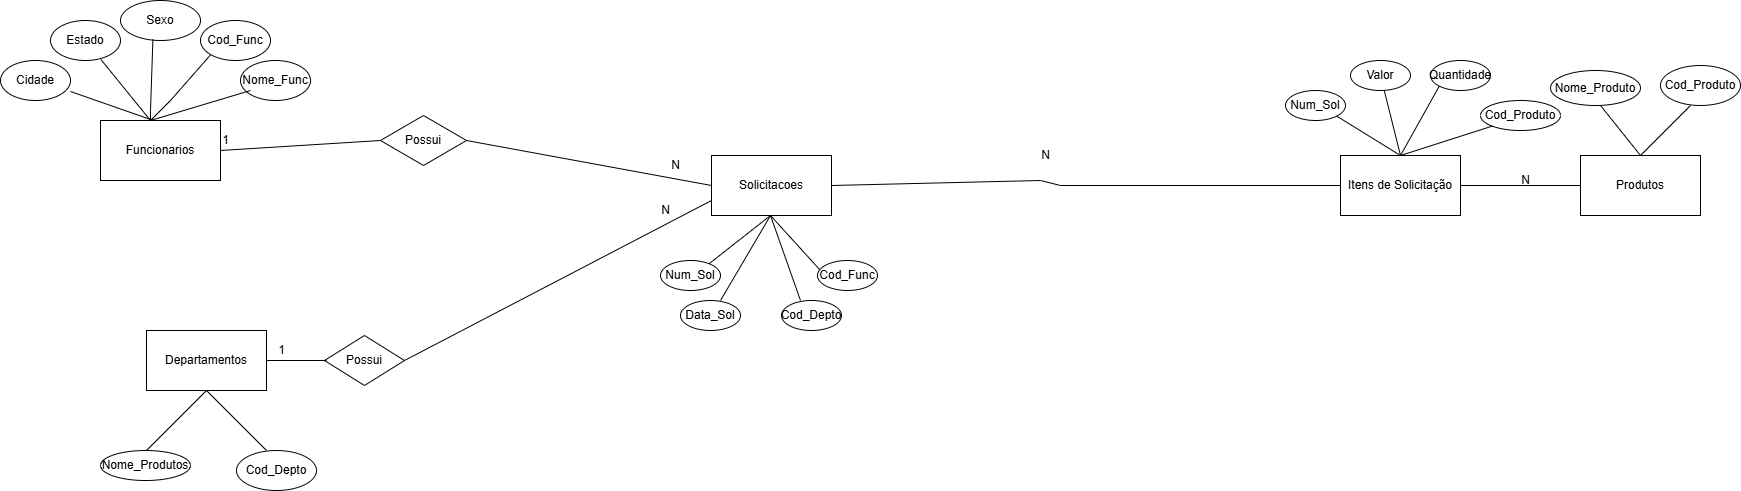 Sexo
Estado
Cod_Func
Cidade
Nome_Func
Funcionarios
1
Possui
N
Solicitacoes
N
Num_Sol
Cod_Func
Data_Sol
Cod_Depto
N
Valor
Quantidade
Num_Sol
Cod_Produto
Itens de Solicitação
N
Nome_Produto
Cod_Produto
Produtos
Departamentos
1
Possui
Nome_Produtos
Cod_Depto